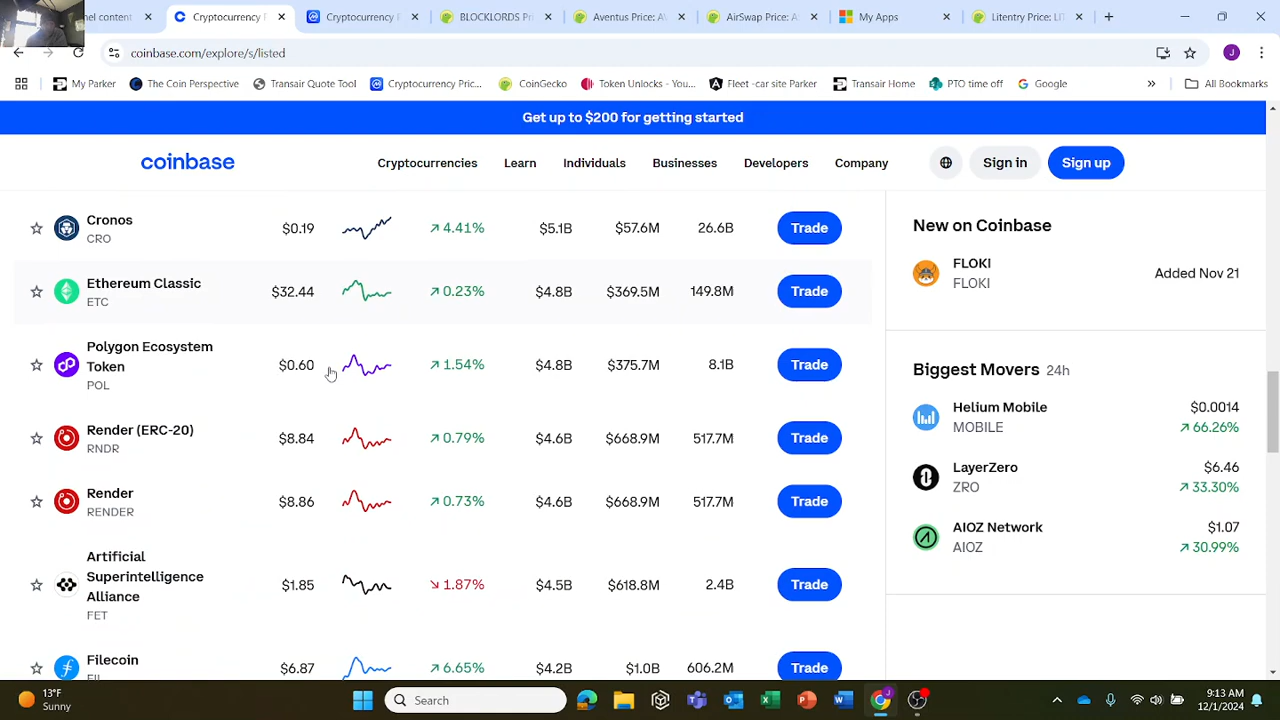 nel content
Cryptocurrency P
Cryptocurrency P
BLOCKLORDS Pri
Aventus Price: AV
AirSwap Price: AS
My Apps
Litentry Price: LIT
coinbase.com/explore/s/listed
J
My Parker
The Coin Perspective
Transair Quote Tool
Cryptocurrency Pric...
CoinGecko
Token Unlocks - You...
Fleet -car site Parker
Transair Home
PTO time off
Google
All Bookmarks
Get up to $200 for getting started
coinbase
Cryptocurrencies
Learn
Individuals
Businesses
Developers
Company
Sign in
Sign up
Cronos
CRO
$0.19
↗ 4.41%
$5.1B
$57.6M
26.6B
Trade
Ethereum Classic
ETC
$32.44
↗ 0.23%
$4.8B
$369.5M
149.8M
Trade
Polygon Ecosystem
Token
POL
$0.60
↗ 1.54%
$4.8B
$375.7M
8.1B
Trade
Render (ERC-20)
RNDR
$8.84
↗ 0.79%
$4.6B
$668.9M
517.7M
Trade
Render
RENDER
$8.86
↗ 0.73%
$4.6B
$668.9M
517.7M
Trade
Artificial
Superintelligence
Alliance
FET
$1.85
↘ 1.87%
$4.5B
$618.8M
2.4B
Trade
Filecoin
FIL
$6.87
↗ 6.65%
$4.2B
$1.0B
606.2M
Trade
New on Coinbase
FLOKI
FLOKI
Added Nov 21
Biggest Movers 24h
Helium Mobile
MOBILE
$0.0014
↗ 66.26%
LayerZero
ZRO
$6.46
↗ 33.30%
AIOZ Network
AIOZ
$1.07
↗ 30.99%
13°F
Sunny
Search
9:13 AM
12/1/2024